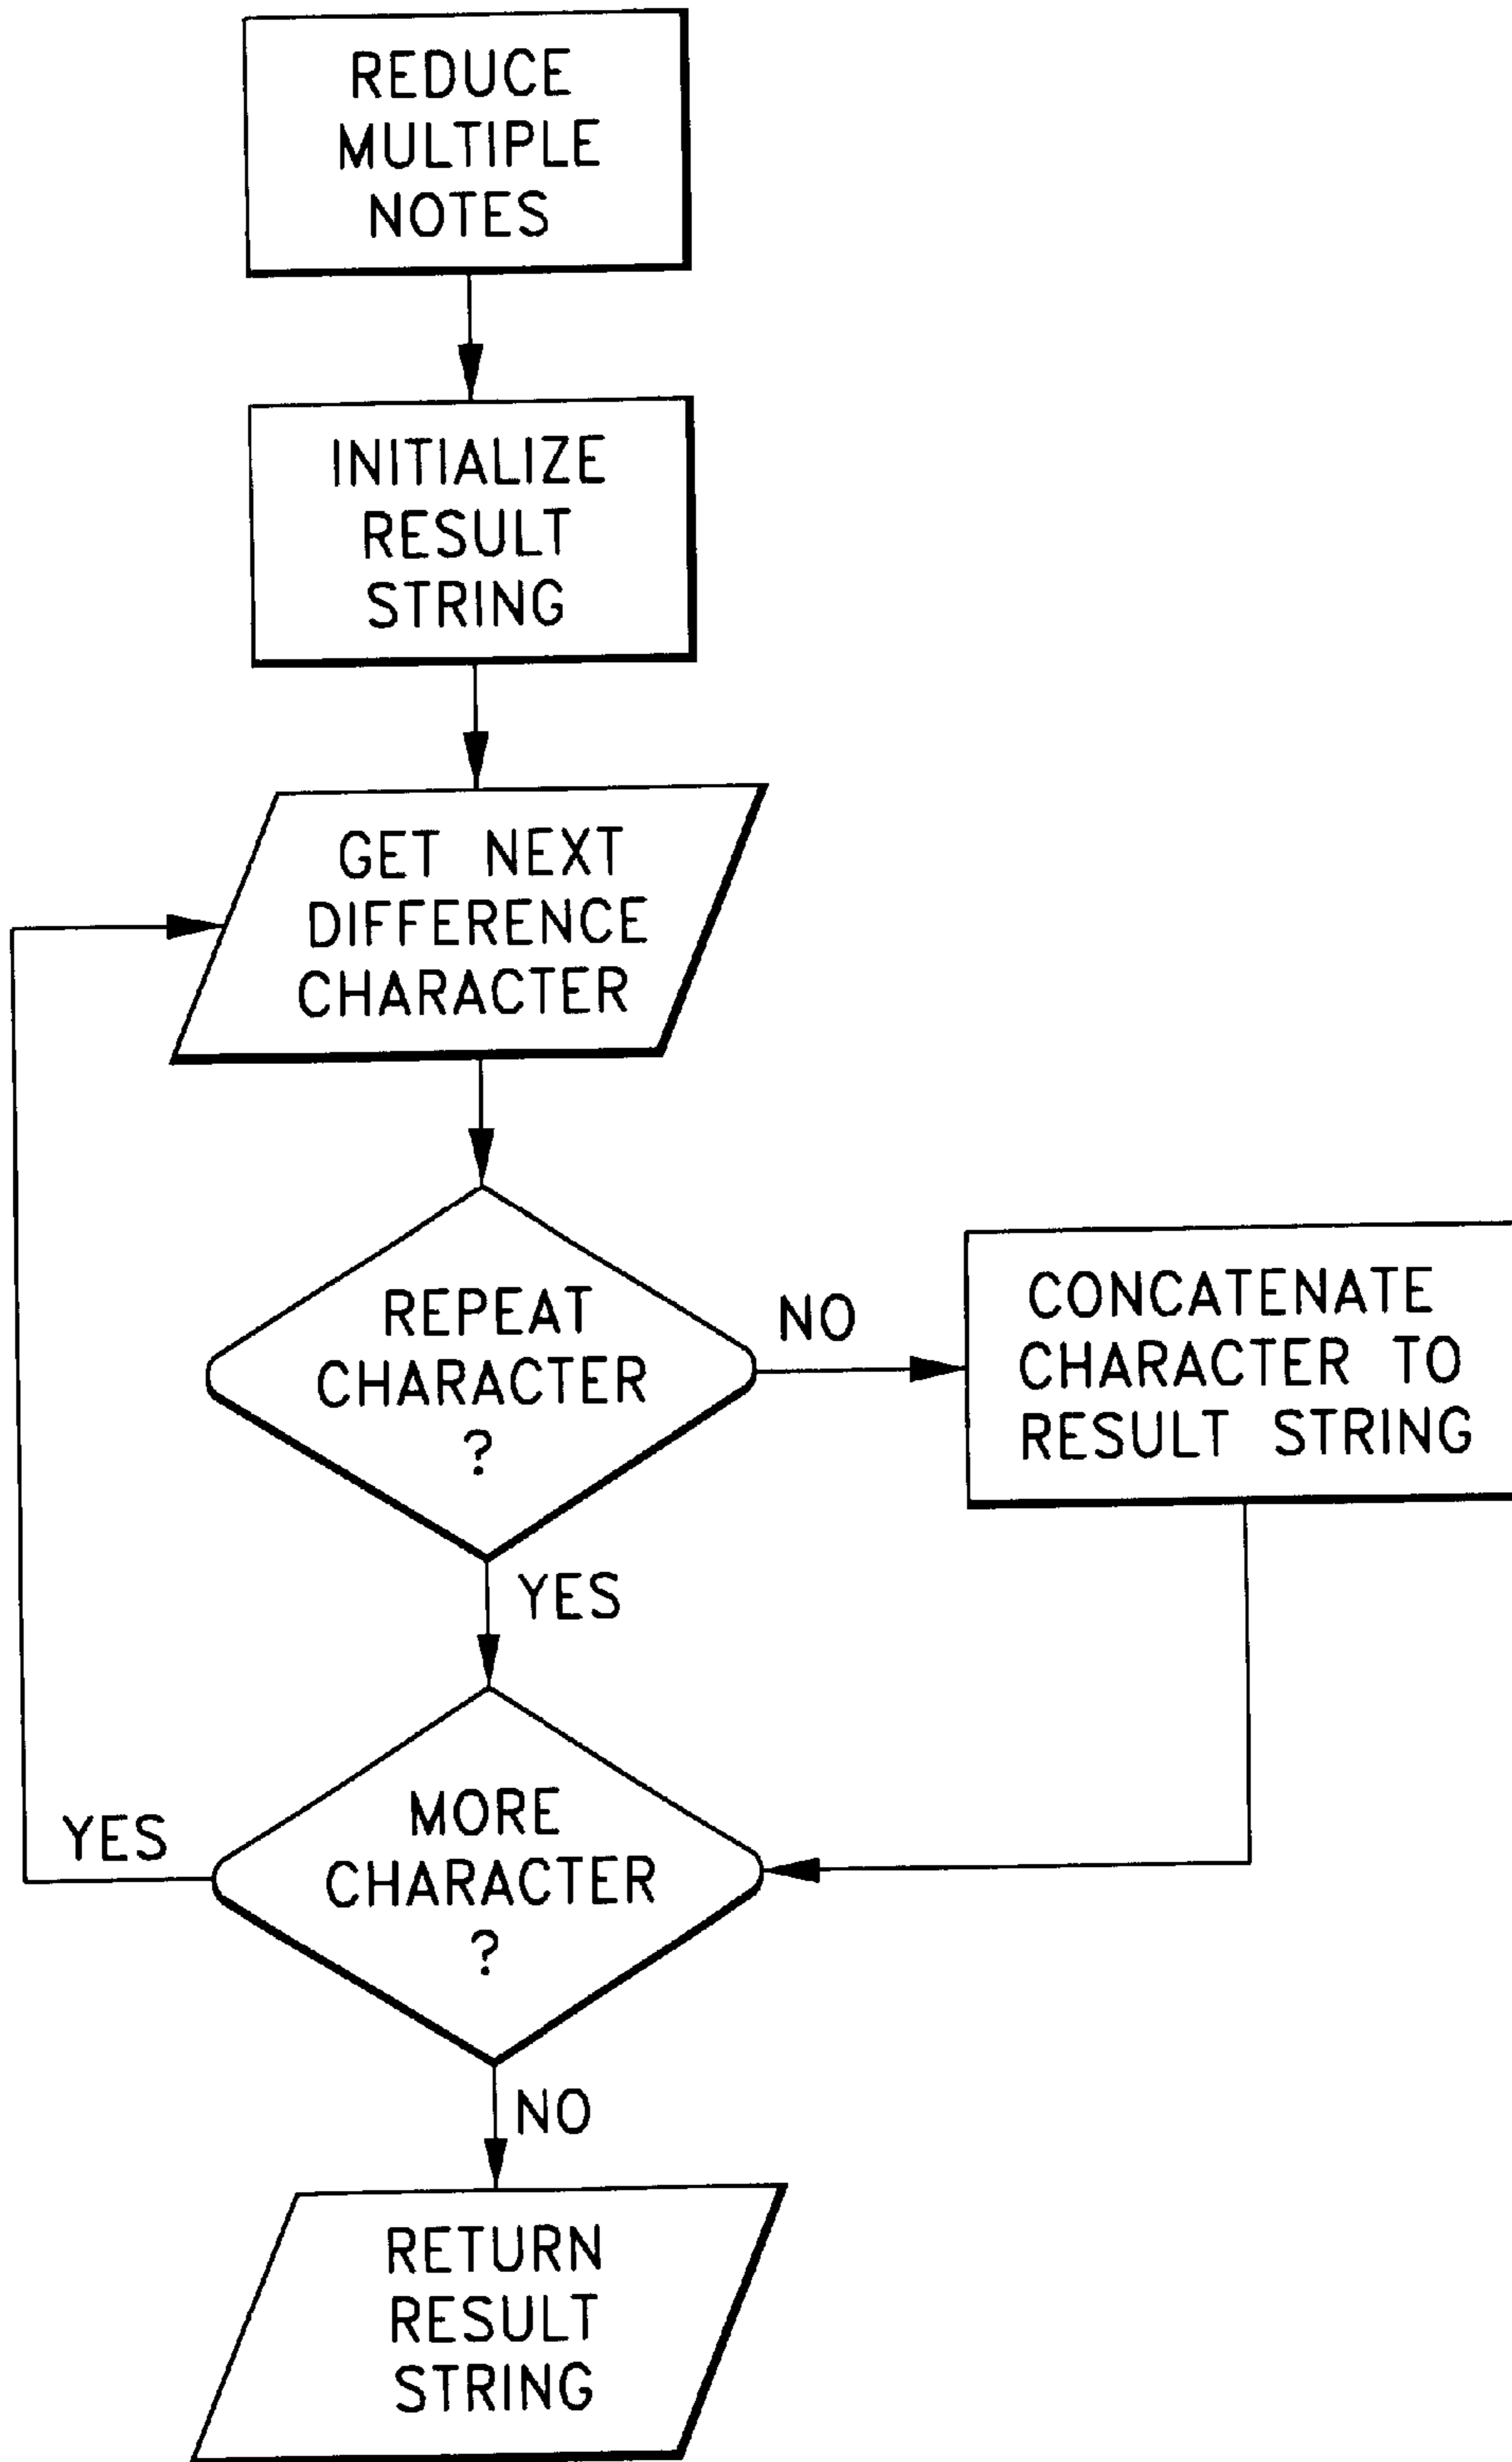 REDUCE
MULTIPLE
NOTES
INITIALIZE
RESULT
STRING
GET NEXT
DIFFERENCE
CHARACTER
REPEAT
CHARACTER
?
NO
CONCATENATE
CHARACTER TO
RESULT STRING
YES
MORE
CHARACTER
?
YES
NO
RETURN
RESULT
STRING